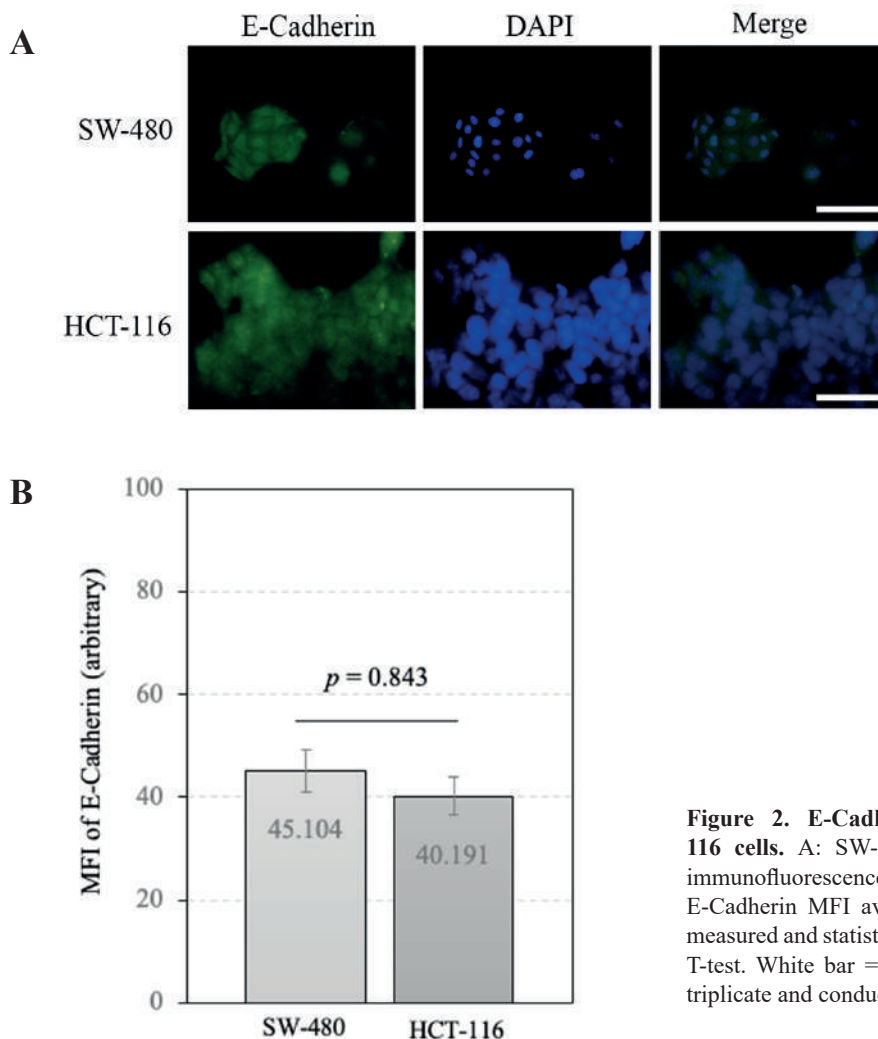 A
E-Cadherin DAPI Merge
SW-480
HCT-116
B
MFI of E-Cadherin (arbitrary)
100
80
60
40
20
0
p = 0.843
45.104
40.191
SW-480 HCT-116
Figure 2. E-Cad
116 cells. A: SW-
immunofluorescence
E-Cadherin MFI av
measured and statist
T-test. White bar =
triplicate and condu